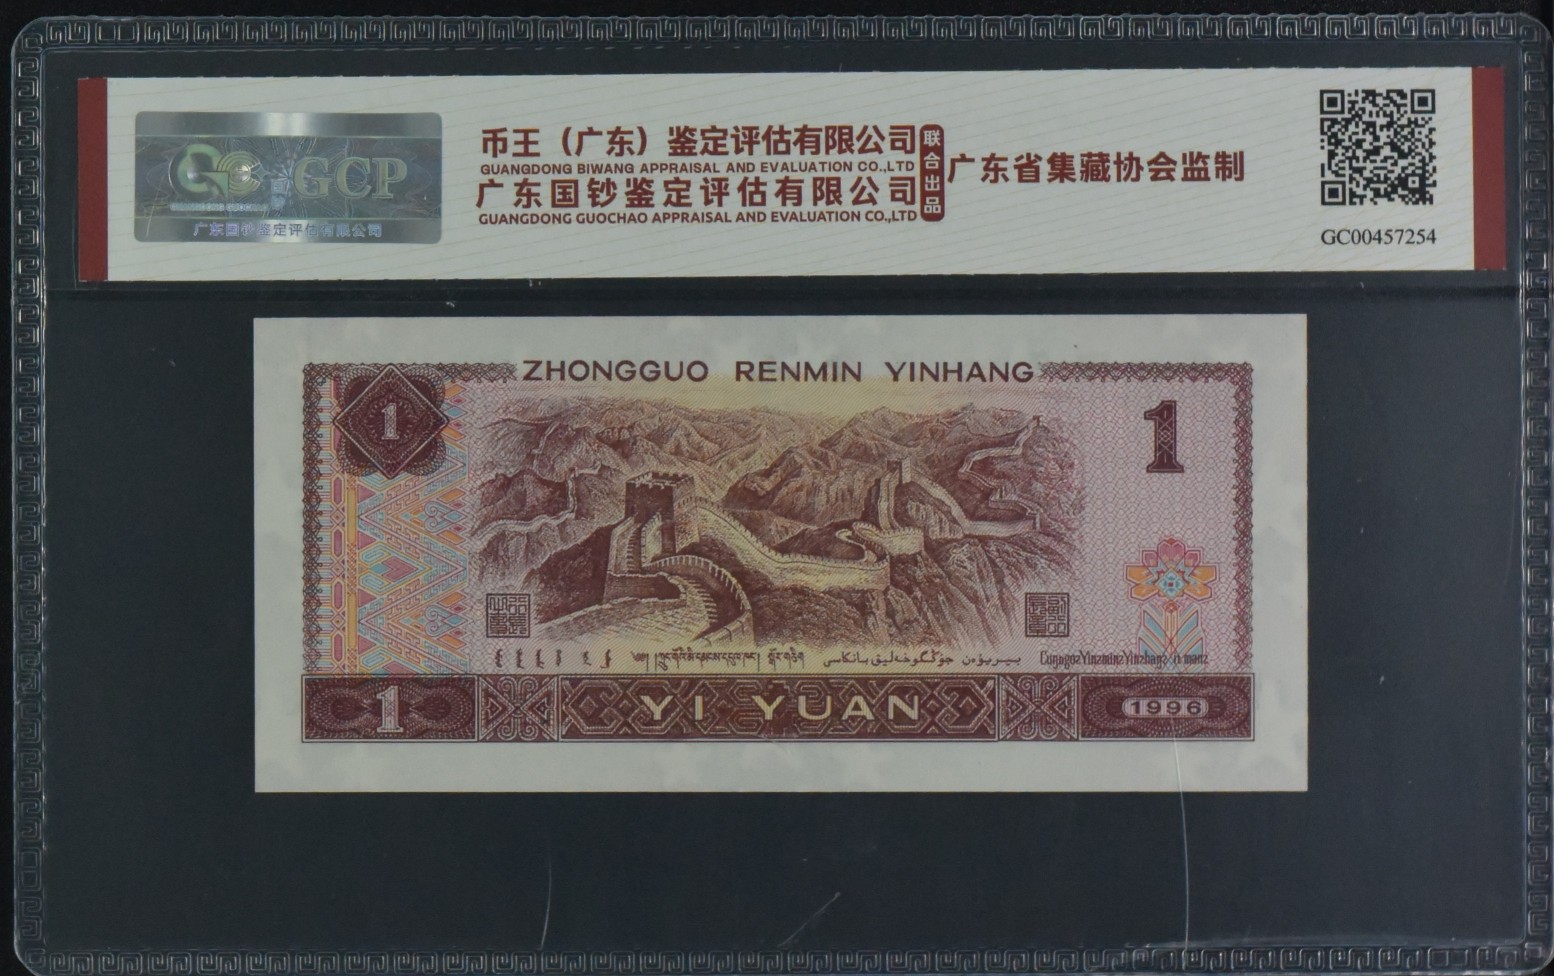 GCP
广东国钞鉴定评估有限公司
币王（广东）鉴定评估有限公司
GUANGDONG BIWANG APPRAISAL AND EVALUATION CO.,LTD
广东国钞鉴定评估有限公司
GUANGDONG GUOCHAO APPRAISAL AND EVALUATION CO.,LTD
联合出品
广东省集藏协会监制
GC00457254
ZHONGGUO RENMIN YINHANG
1
1
1
YI YUAN
1996